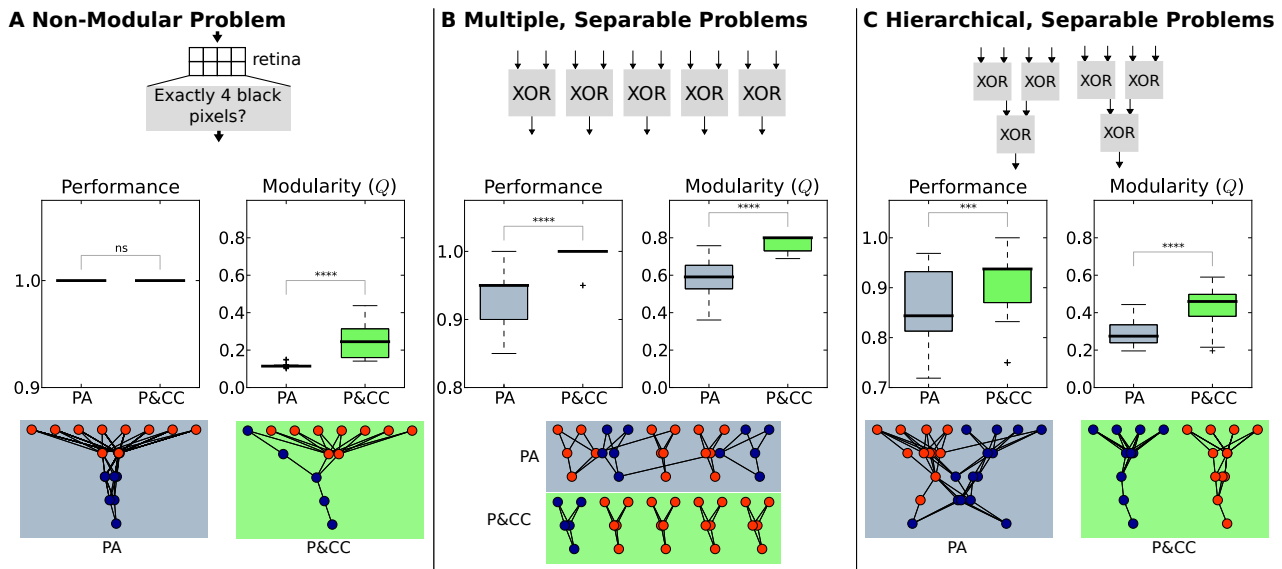 A Non-Modular Problem
retina
Exactly 4 black
pixels?
Performance
ns
1.0
0.9
PA P&CC
Modularity (Q)
****
0.8
0.6
0.4
0.2
0.0
PA P&CC
PA
P&CC
B Multiple, Separable Problems
XOR XOR XOR XOR XOR
Performance
****
1.0
0.9
0.8
PA P&CC
Modularity (Q)
****
0.8
0.6
0.4
0.2
0.0
PA P&CC
PA
P&CC
C Hierarchical, Separable Problems
XOR XOR XOR XOR
XOR XOR
Performance
***
1.0
0.9
0.8
0.7
PA P&CC
Modularity (Q)
****
0.8
0.6
0.4
0.2
0.0
PA P&CC
PA
P&CC